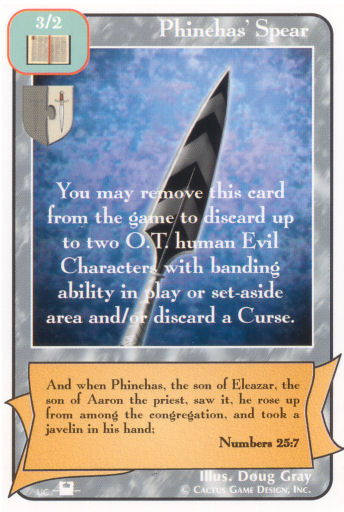 3/2
Phinehas' Spear
You may remove this card
from the game to discard up
to two O.T. human Evil
Characters with banding
ability in play or set-aside
area and/or discard a Curse.
And when Phinehas, the son of Eleazar, the
son of Aaron the priest, saw it, he rose up
from among the congregation, and took a
javelin in his hand;
Numbers 25:7
Illus. Doug Gray
© Cactus Game Design, Inc.
UC